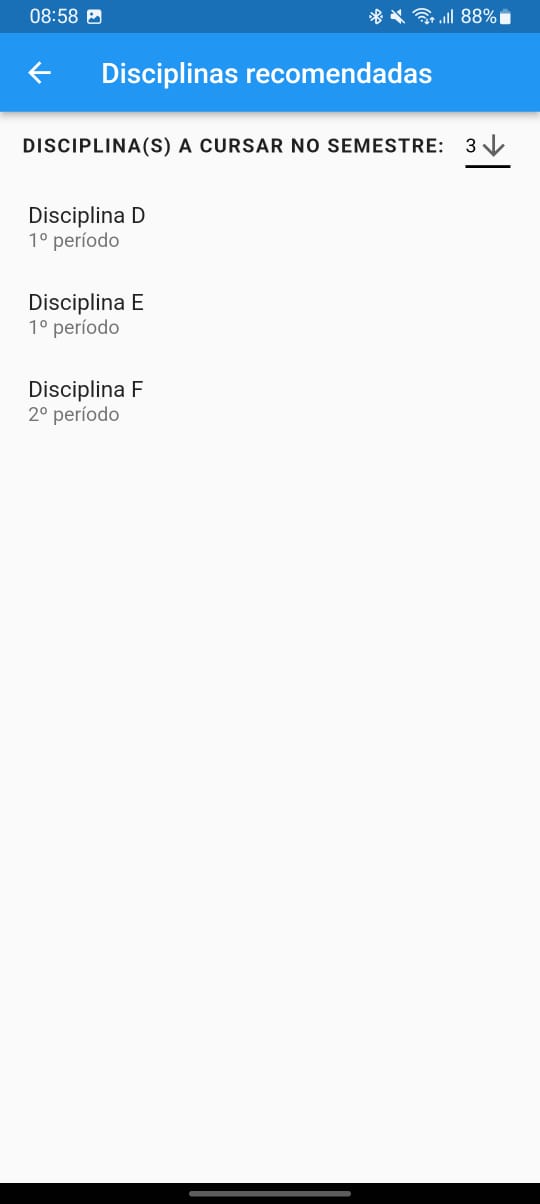 08:58 88%
Disciplinas recomendadas
DISCIPLINA(S) A CURSAR NO SEMESTRE: 3
Disciplina D
1º período
Disciplina E
1º período
Disciplina F
2º período